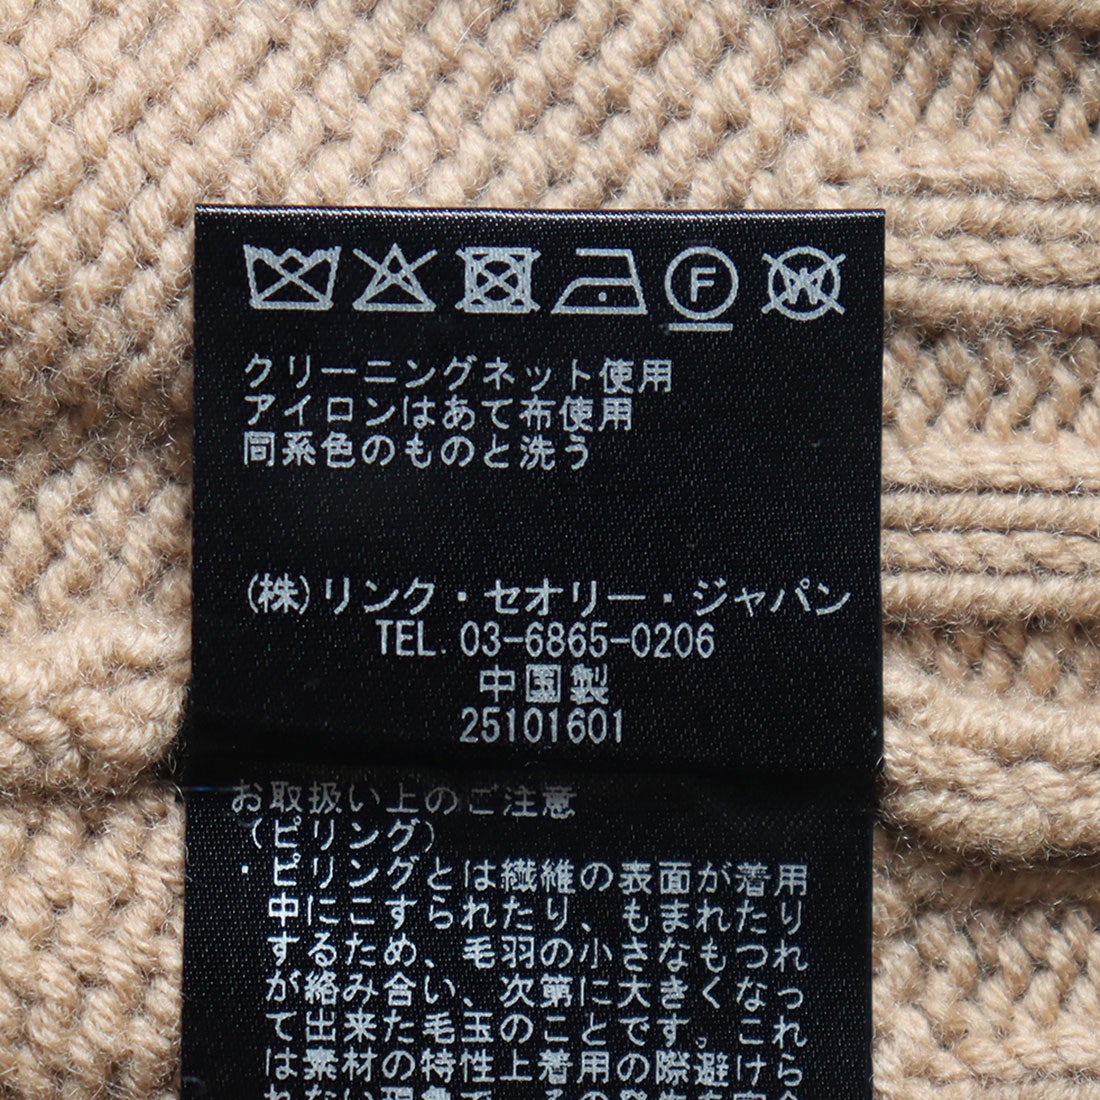 F W
クリーニングネット使用
アイロンはあて布使用
同系色のものと洗う
(株)リンク・セオリー・ジャパン
TEL. 03-6865-0206
中国製
25101601
お取扱い上のご注意
(ピリング)
・ピリングとは繊維の表面が着用
中にこすられたり、もまれたり
するため、毛羽の小さなもつれ
が絡み合い、次第に大きくなっ
て出来た毛玉のことです。これ
は素材の特性上着用の際避けら
れない現象で